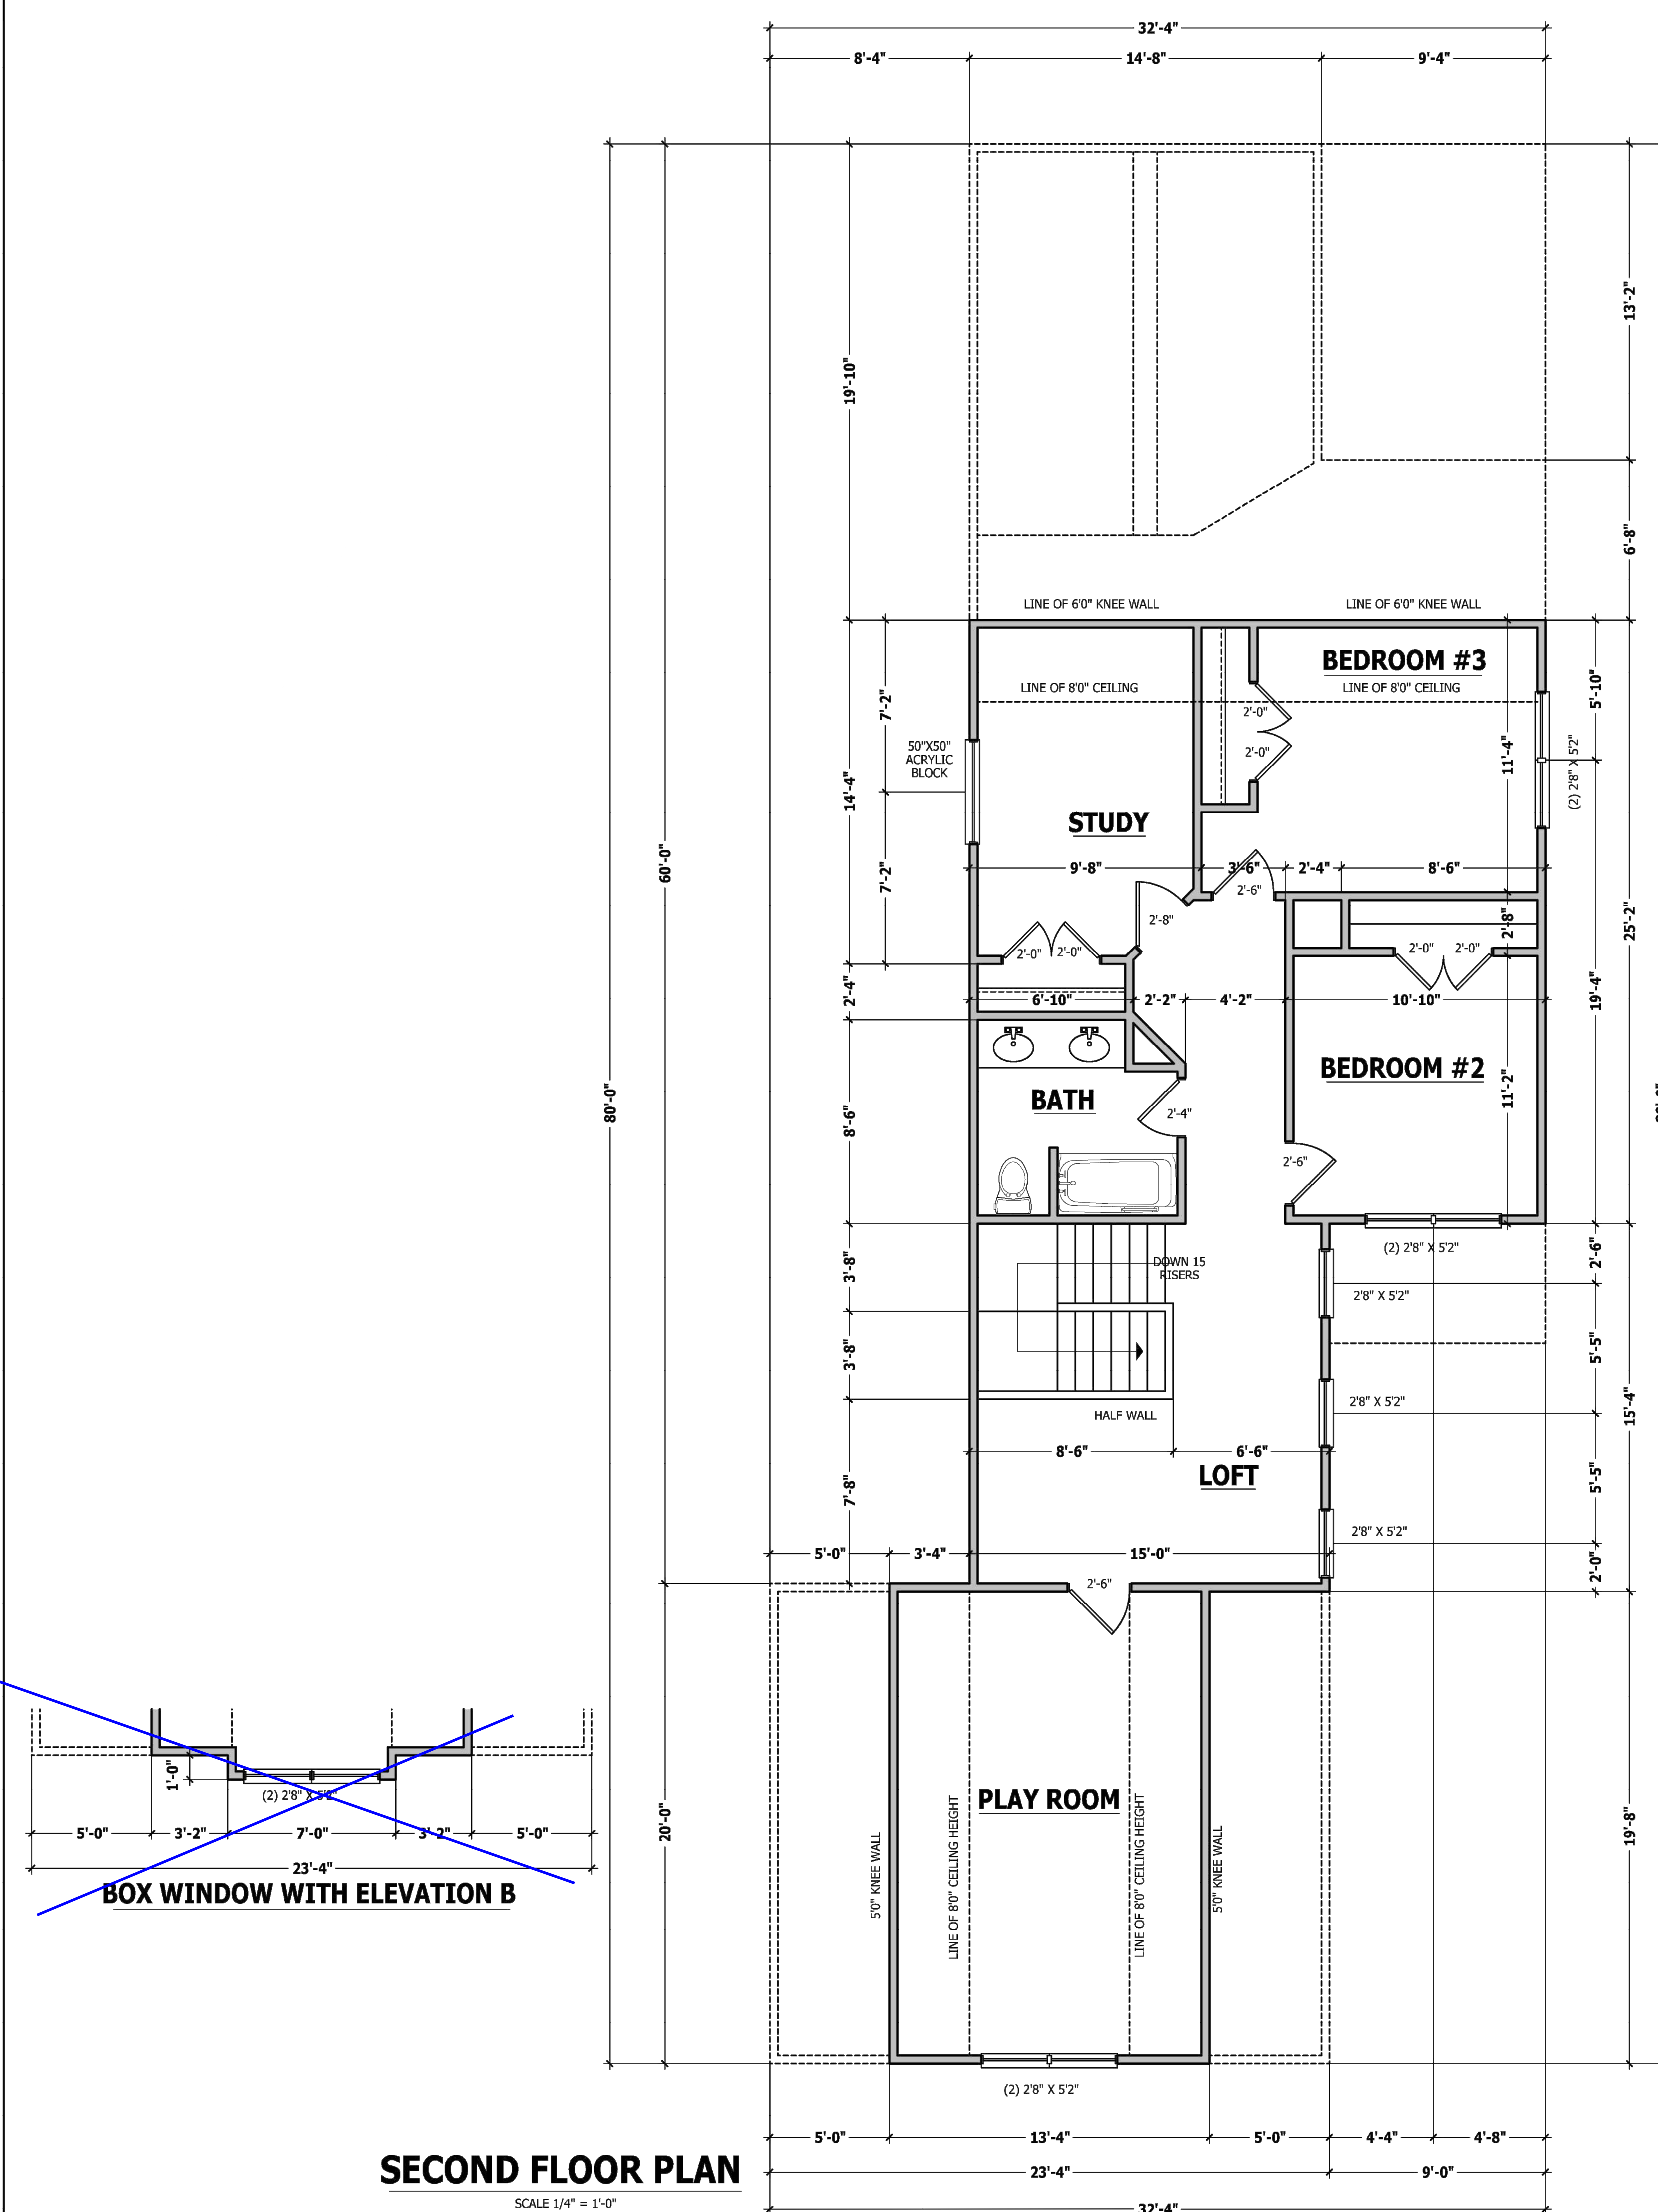 32'-4"
8'-4"
14'-8"
9'-4"
13'-2"
19'-10"
6'-8"
LINE OF 6'0" KNEE WALL
LINE OF 6'0" KNEE WALL
BEDROOM #3
LINE OF 8'0" CEILING
LINE OF 8'0" CEILING
5'-10"
7'-2"
2'-0"
50"X50"
ACRYLIC
BLOCK
2'-0"
11'-4"
(2) 2'8" X 5'2"
14'-4"
STUDY
60'-0"
9'-8"
3'-6"
2'-4"
8'-6"
7'-2"
2'-6"
2'-8"
2'-8"
25'-2"
2'-0"
2'-0"
2'-0"
2'-0"
2'-4"
6'-10"
2'-2"
4'-2"
10'-10"
19'-4"
BEDROOM #2
11'-2"
80'-0"
BATH
8'-6"
2'-4"
2'-6"
(2) 2'8" X 5'2"
2'-6"
3'-8"
DOWN 15
RISERS
2'8" X 5'2"
3'-8"
5'-5"
2'8" X 5'2"
15'-4"
HALF WALL
8'-6"
6'-6"
LOFT
7'-8"
5'-5"
2'8" X 5'2"
5'-0"
3'-4"
15'-0"
2'-0"
2'-6"
1'-0"
(2) 2'8" X 5'2"
PLAY ROOM
20'-0"
19'-8"
5'-0"
3'-2"
7'-0"
3'-2"
5'-0"
23'-4"
BOX WINDOW WITH ELEVATION B
5'0" KNEE WALL
LINE OF 8'0" CEILING HEIGHT
LINE OF 8'0" CEILING HEIGHT
5'0" KNEE WALL
(2) 2'8" X 5'2"
5'-0"
13'-4"
5'-0"
4'-4"
4'-8"
SECOND FLOOR PLAN
23'-4"
9'-0"
SCALE 1/4" = 1'-0"
32'-4"